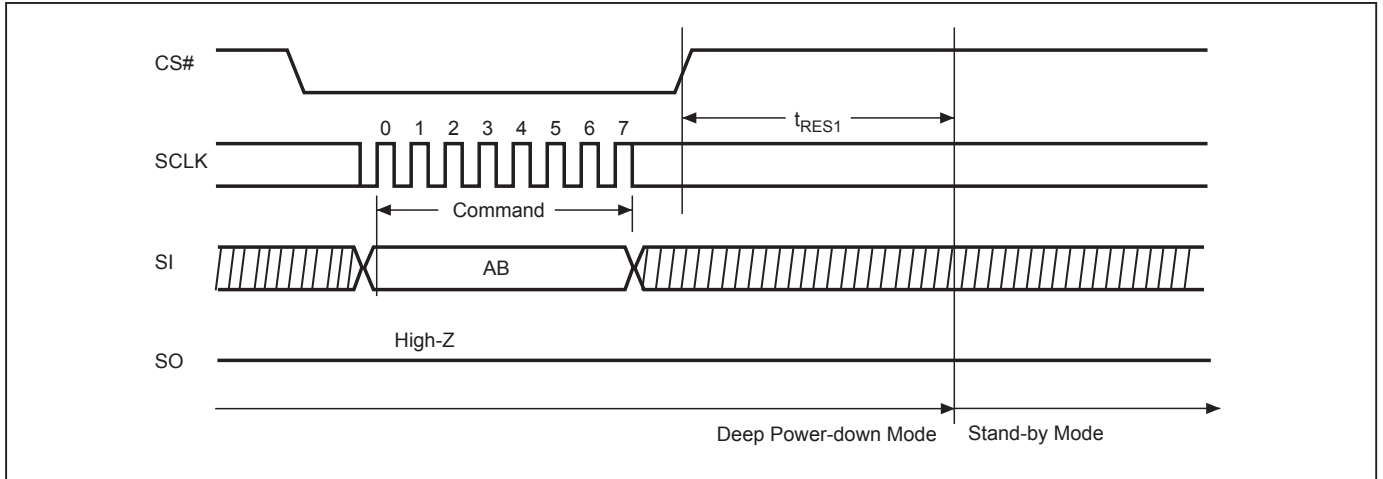 CS#
tRES1
0 1 2 3 4 5 6 7
SCLK
Command
SI
AB
High-Z
SO
Deep Power-down Mode Stand-by Mode